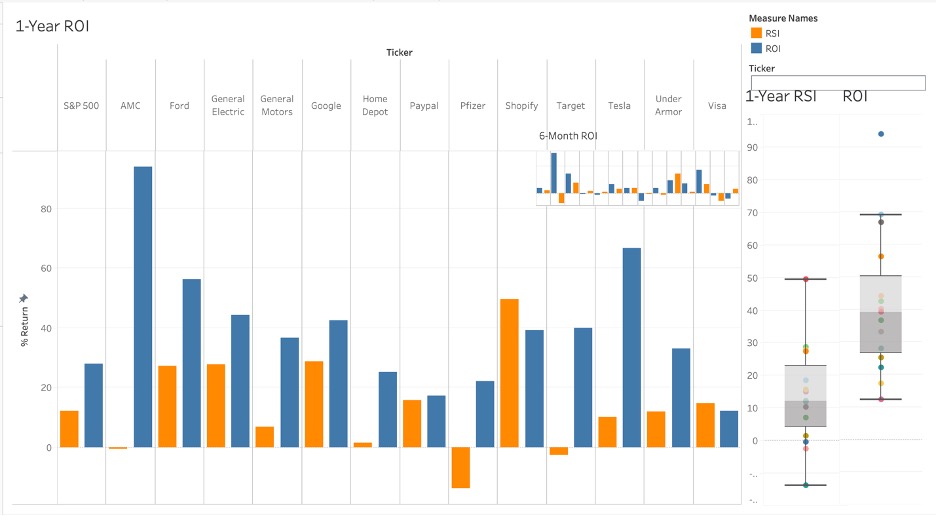 1-Year ROI
Ticker
S&P 500
AMC
Ford
General
Electric
General
Motors
Google
Home
Depot
Paypal
Pfizer
Shopify
Target
Tesla
Under
Armor
Visa
6-Month ROI
% Return
80
60
40
20
0
Measure Names
RSI
ROI
Ticker
1-Year RSI
ROI
1..
90
80
70
60
50
40
30
20
10
0
-..
-..